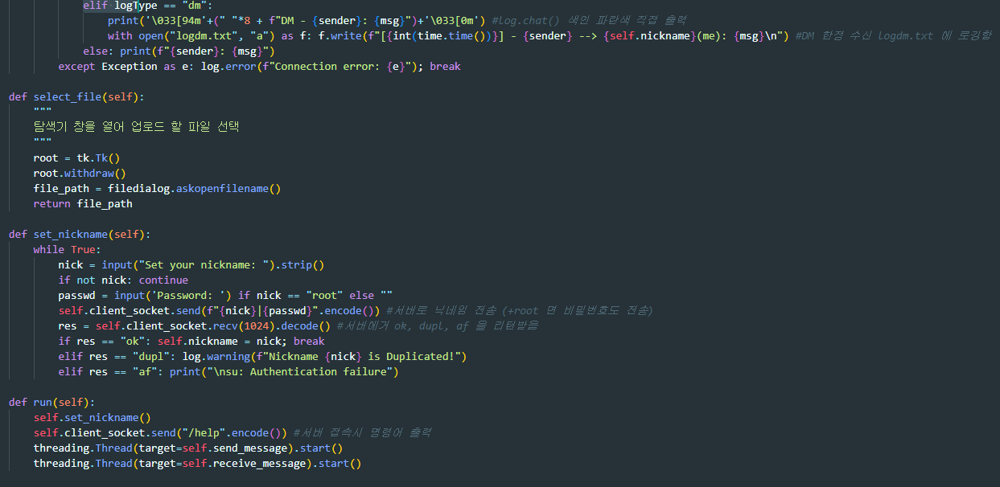 elif logType == "dm":
print('\033[94m'+(" "*8 + f"DM - {sender}: {msg}")+'\033[0m') #log.chat() 색인 파란색 직접 출력
with open("logdm.txt", "a") as f: f.write(f"[{int(time.time())}] - {sender} --> {self.nickname}(me): {msg}\n") #DM 한정 수신 logdm.txt 에 로깅함
else: print(f"{sender}: {msg}")
except Exception as e: log.error(f"Connection error: {e}"); break
def select_file(self):
"""
탐색기 창을 열어 업로드 할 파일 선택
"""
root = tk.Tk()
root.withdraw()
file_path = filedialog.askopenfilename()
return file_path
def set_nickname(self):
while True:
nick = input("Set your nickname: ").strip()
if not nick: continue
passwd = input('Password: ') if nick == "root" else ""
self.client_socket.send(f"{nick}|{passwd}".encode()) #서버로 닉네임 전송 (+root 면 비밀번호도 전송)
res = self.client_socket.recv(1024).decode() #서버에거 ok, dupl, af 을 리턴받음
if res == "ok": self.nickname = nick; break
elif res == "dupl": log.warning(f"Nickname {nick} is Duplicated!")
elif res == "af": print("\nsu: Authentication failure")
def run(self):
self.set_nickname()
self.client_socket.send("/help".encode()) #서버 접속시 명령어 출력
threading.Thread(target=self.send_message).start()
threading.Thread(target=self.receive_message).start()